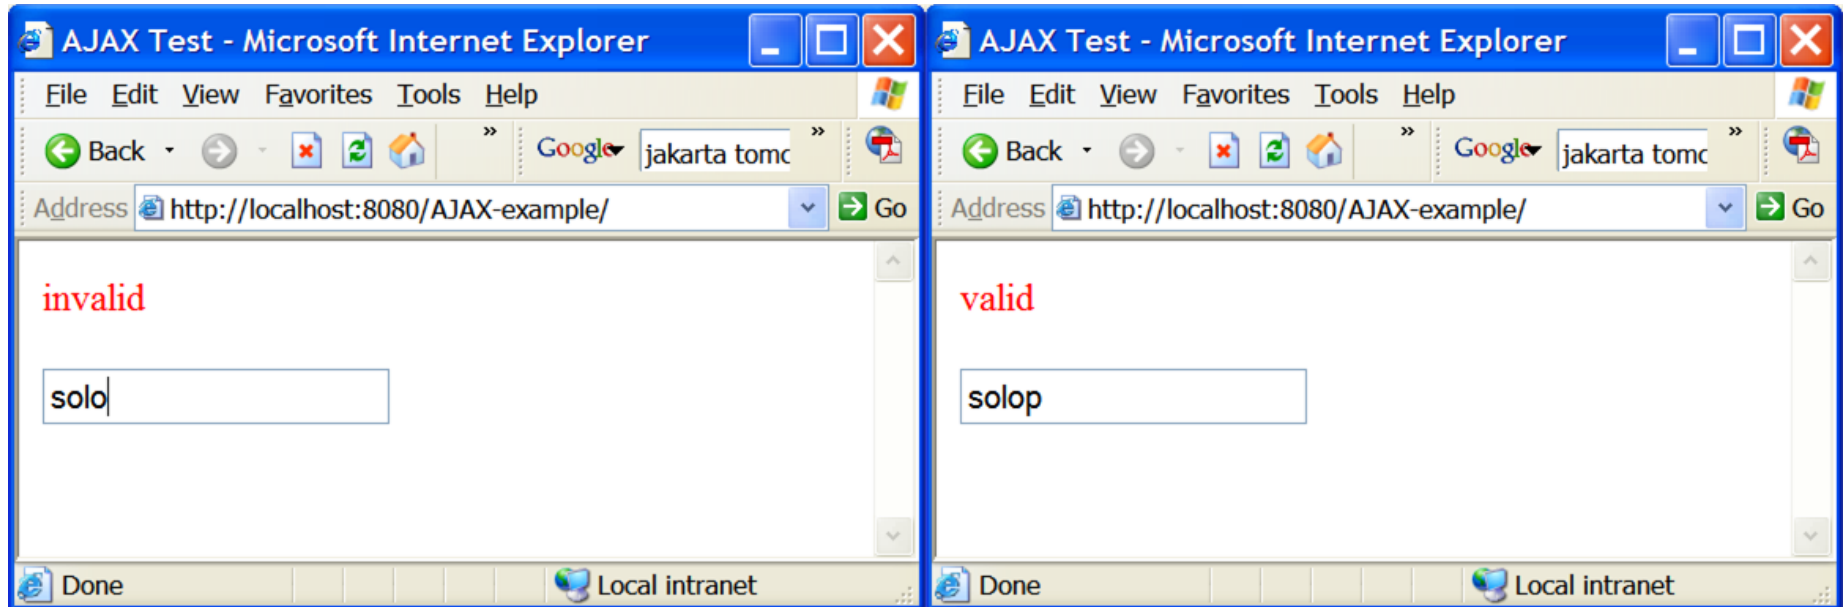 AJAX Test - Microsoft Internet Explorer
File Edit View Favorites Tools Help
Back » Google jakarta tomc »
Address http://localhost:8080/AJAX-example/ Go
invalid
solo
Done Local intranet
AJAX Test - Microsoft Internet Explorer
File Edit View Favorites Tools Help
Back » Google jakarta tomc »
Address http://localhost:8080/AJAX-example/ Go
valid
solop
Done Local intranet